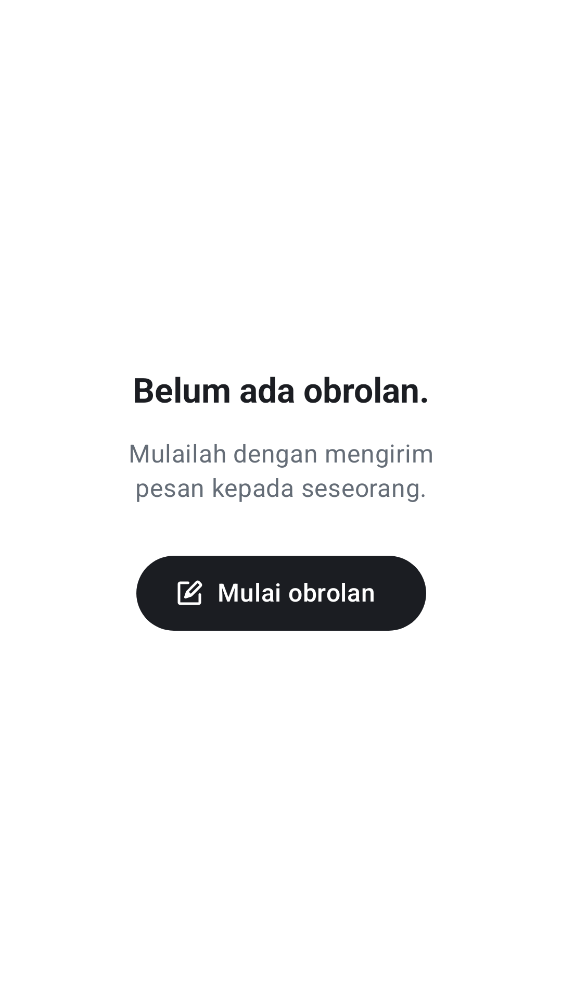 Belum ada obrolan.
Mulailah dengan mengirim
pesan kepada seseorang.
Mulai obrolan